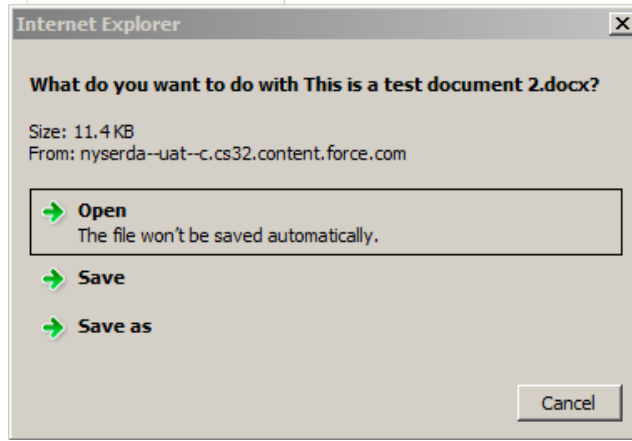 Internet Explorer
What do you want to do with This is a test document 2.docx?
Size: 11.4 KB
From: nyserda--uat--c.cs32.content.force.com
Open
The file won't be saved automatically.
Save
Save as
Cancel